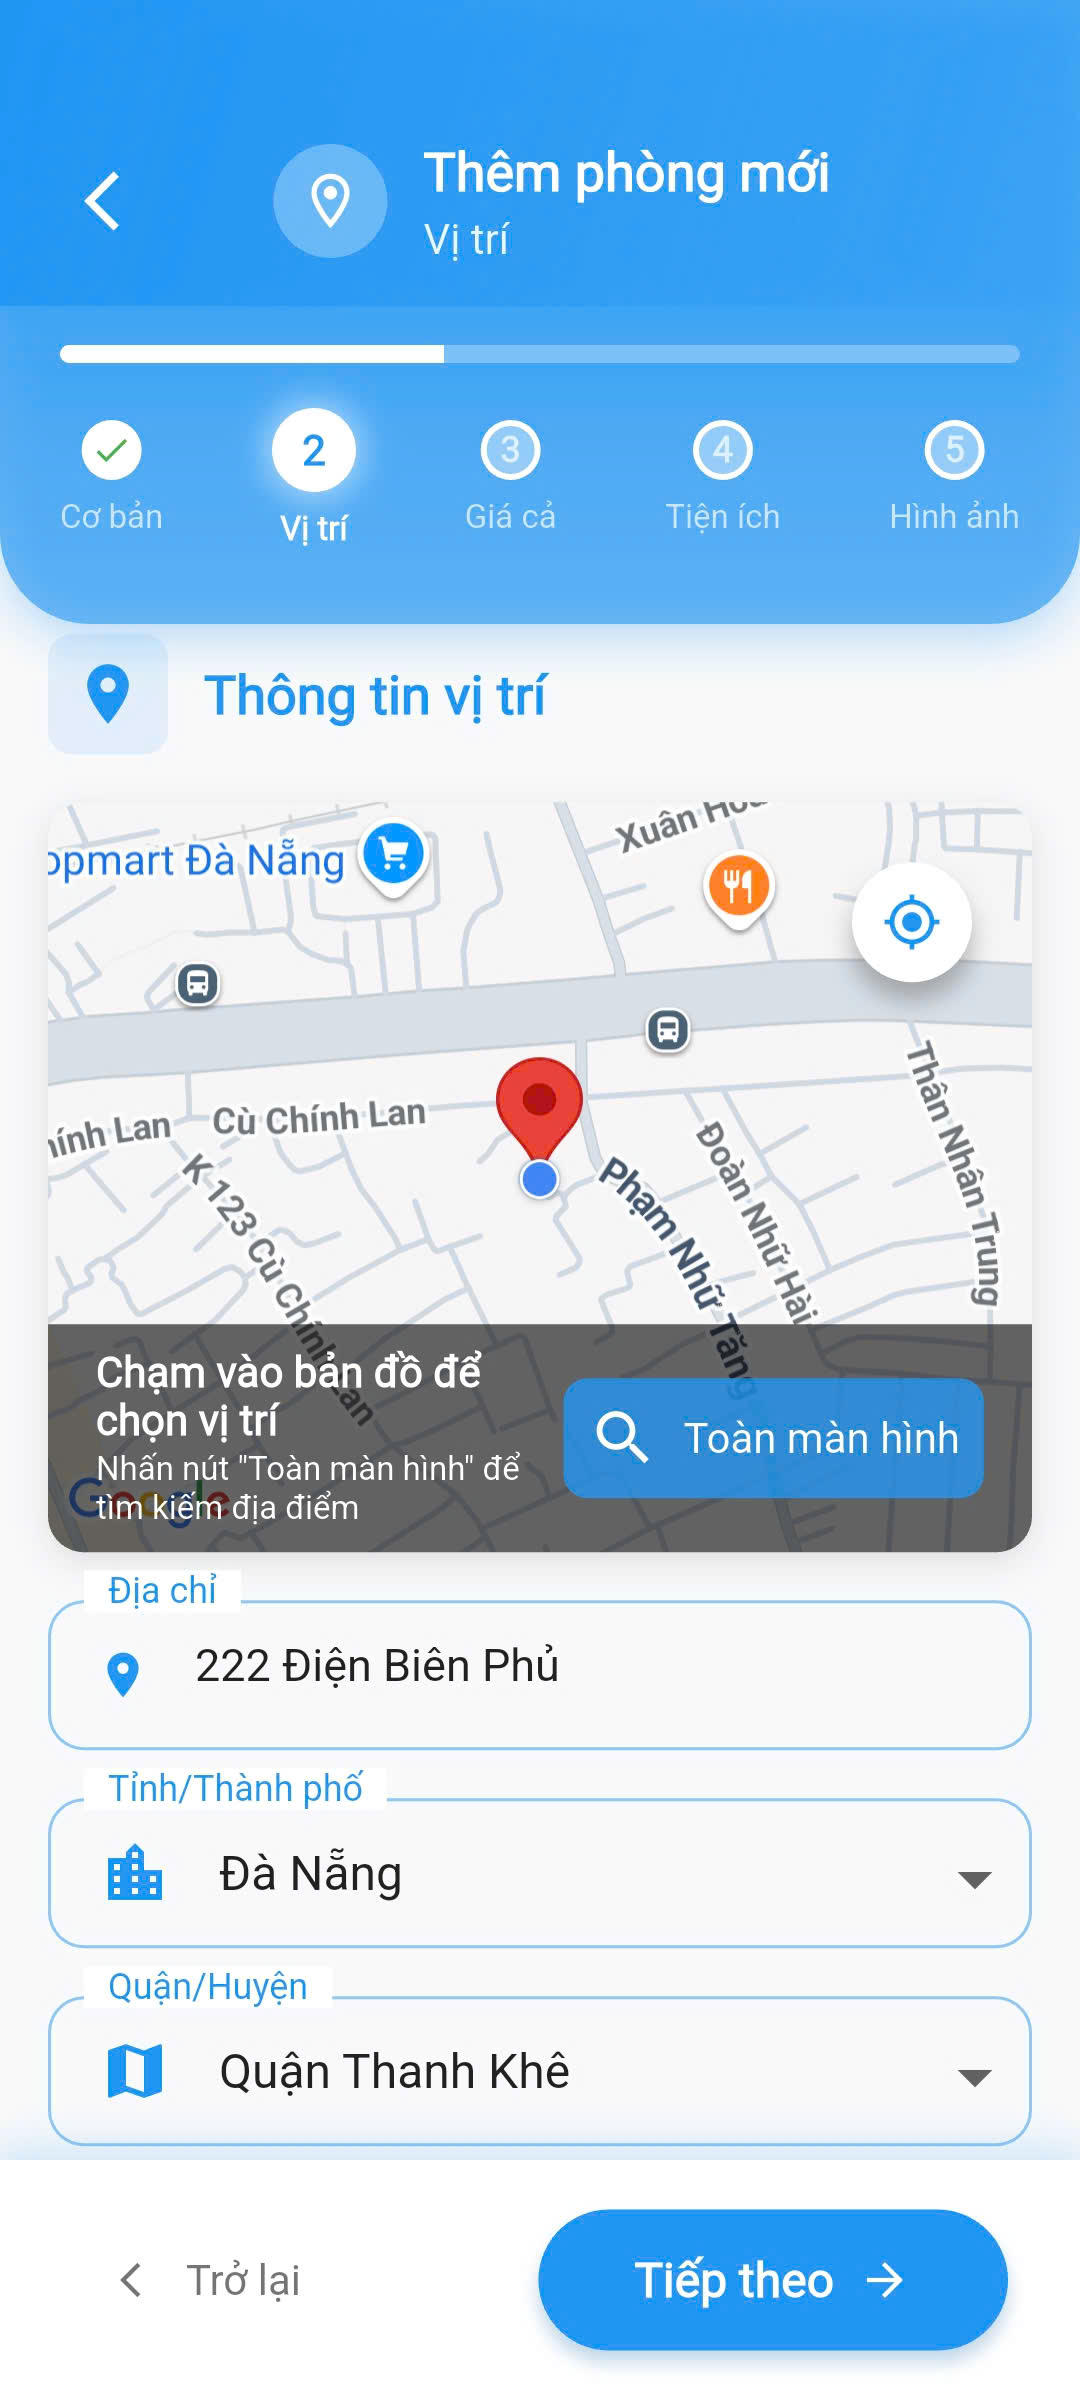 Thêm phòng mới
Vị trí
2
3
4
5
Cơ bản
Vị trí
Giá cả
Tiện ích
Hình ảnh
Thông tin vị trí
opmart Đà Nẵng
Xuân Hoà
Cù Chính Lan
hính Lan
K 123 Cù Chính Lan
Phạm Nhữ Tăng
Đoàn Nhữ Hài
Thân Nhân Trung
Chạm vào bản đồ để
chọn vị trí
Nhấn nút "Toàn màn hình" để
tìm kiếm địa điểm
Google
Toàn màn hình
Địa chỉ
222 Điện Biên Phủ
Tỉnh/Thành phố
Đà Nẵng
Quận/Huyện
Quận Thanh Khê
Trở lại
Tiếp theo